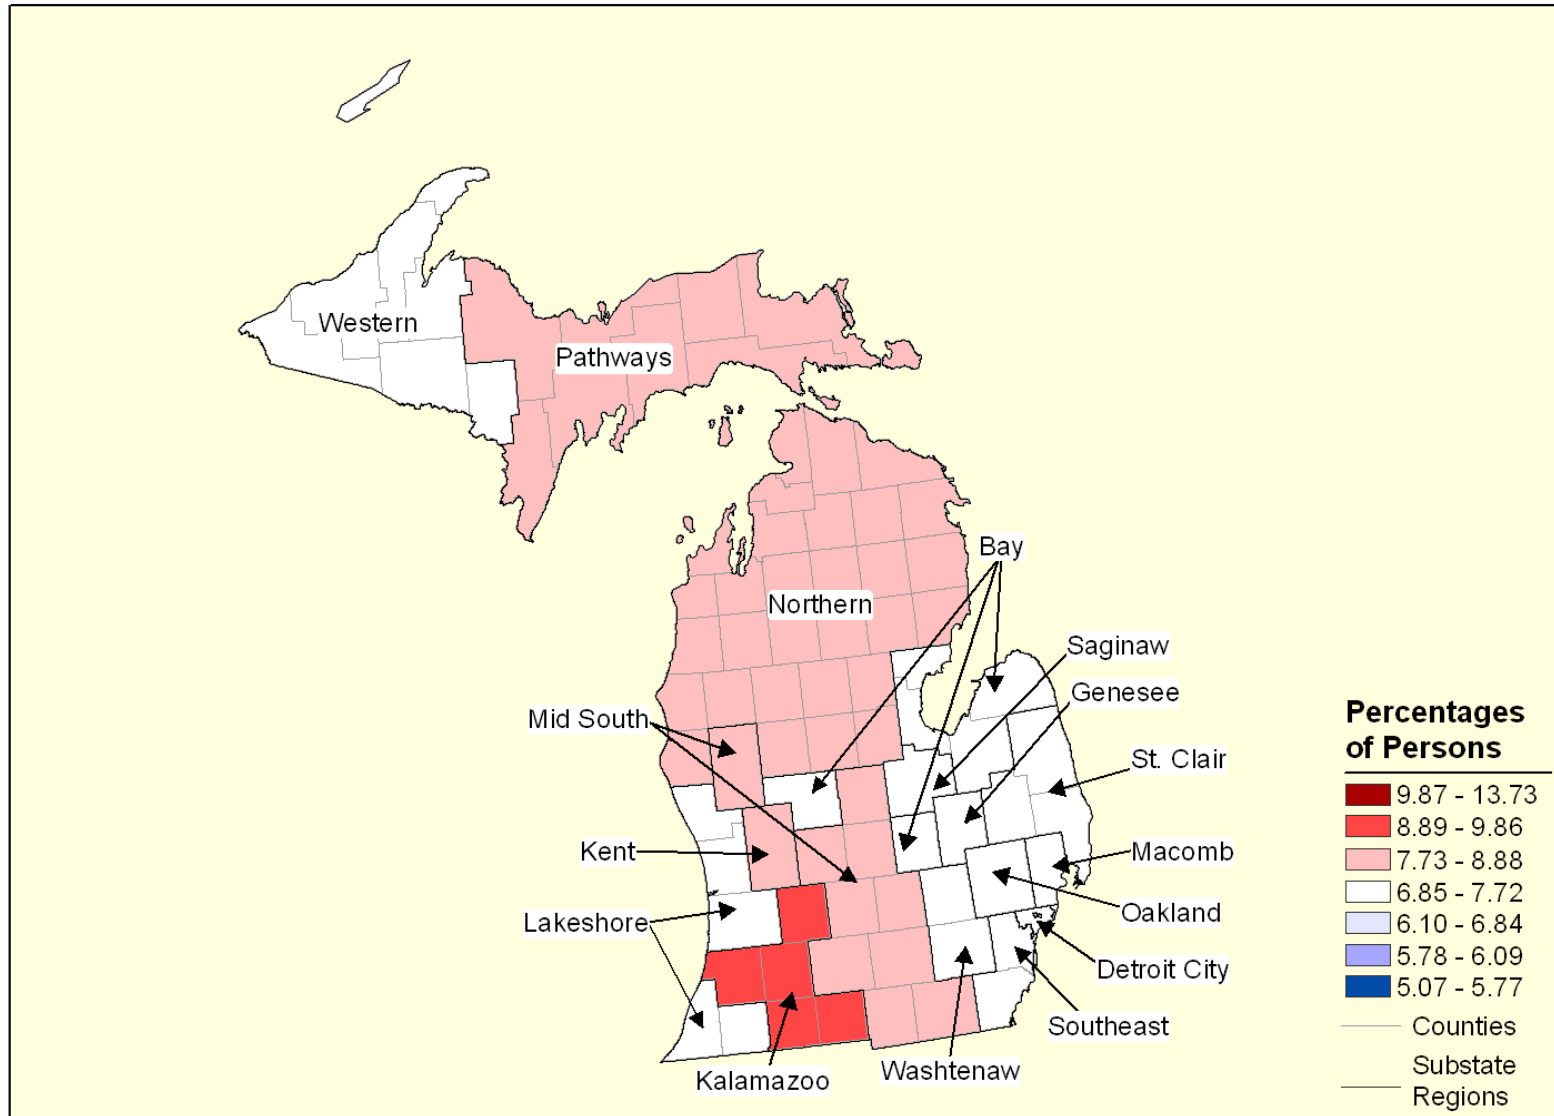 Western
Pathways
Bay
Northern
Saginaw
Genesee
Mid South
St. Clair
Kent
Macomb
Lakeshore
Oakland
Detroit City
Southeast
Washtenaw
Kalamazoo
Percentages
of Persons
9.87 - 13.73
8.89 - 9.86
7.73 - 8.88
6.85 - 7.72
6.10 - 6.84
5.78 - 6.09
5.07 - 5.77
Counties
Substate
Regions